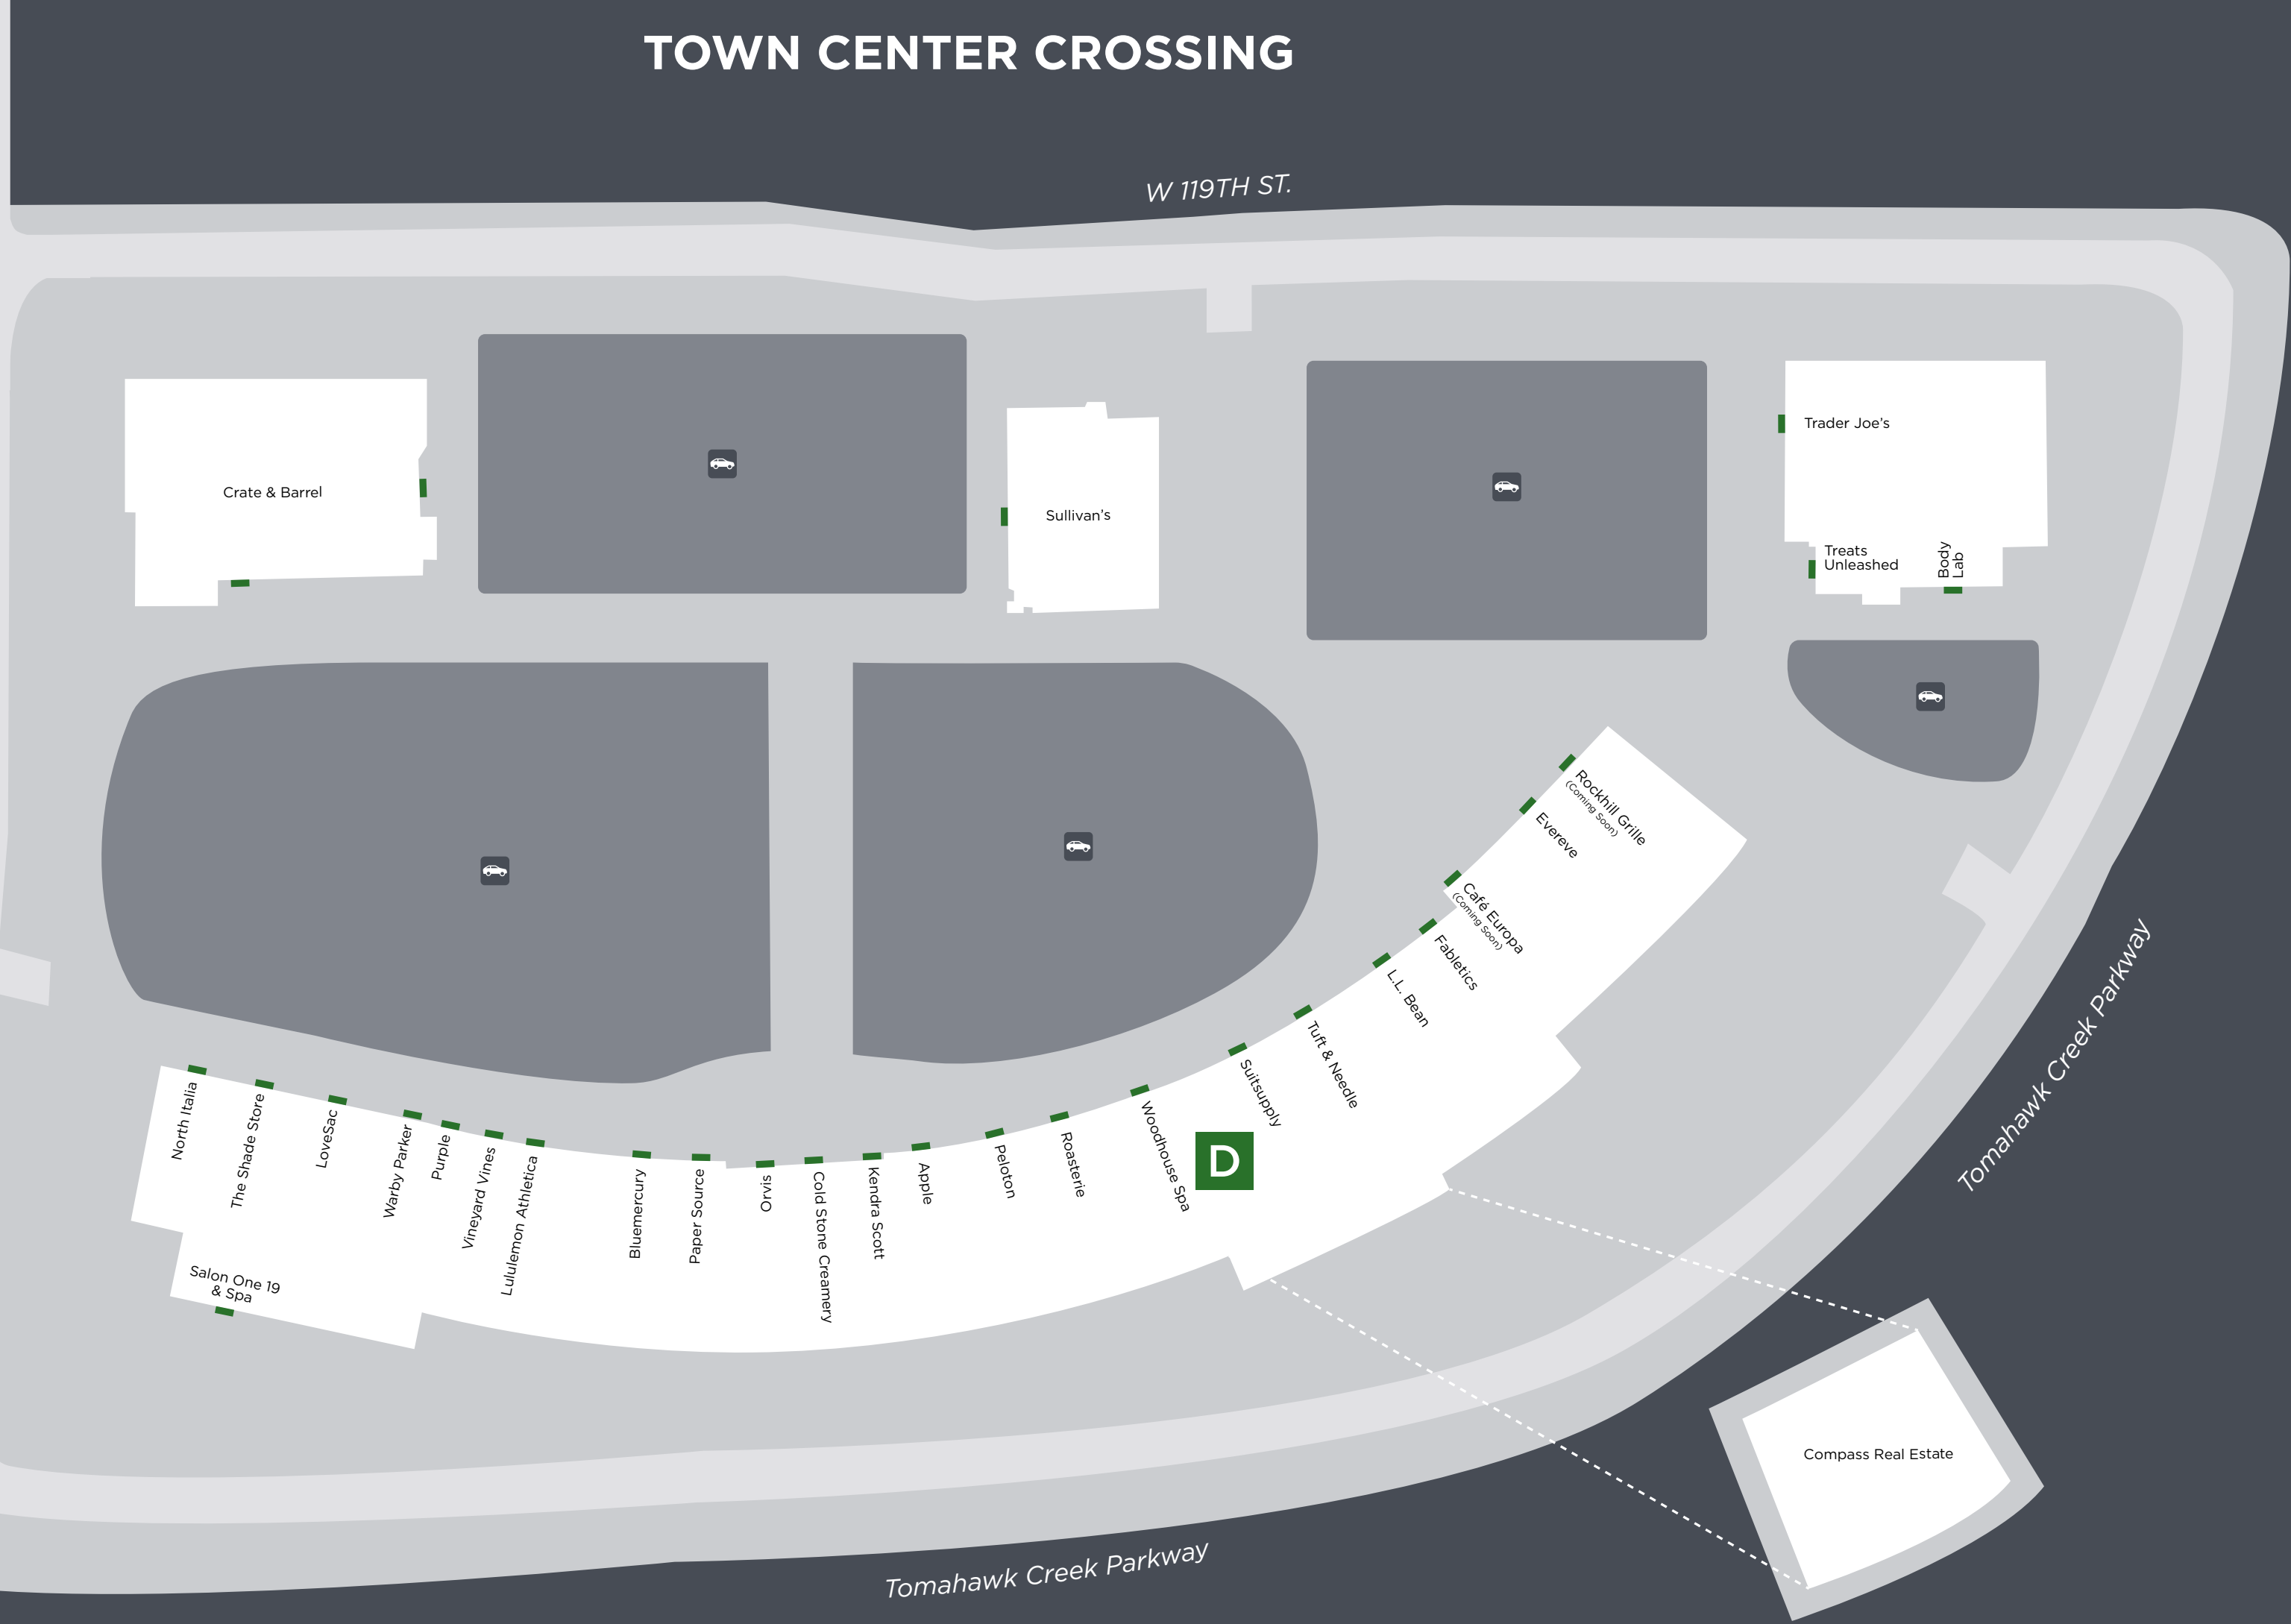 TOWN CENTER CROSSING
W 119TH ST.
Crate & Barrel
Sullivan's
Trader Joe's
Treats
Unleashed
Body
Lab
Rockhill Grille
(Coming Soon)
Evereve
Café Europa
(Coming Soon)
Fabletics
L.L. Bean
Tuft & Needle
Suitsupply
Woodhouse Spa
D
Roasterie
Peloton
Apple
Kendra Scott
Cold Stone Creamery
Orvis
Paper Source
Bluemercury
Lululemon Athletica
Vineyard Vines
Purple
Warby Parker
LoveSac
The Shade Store
North Italia
Salon One 19
& Spa
Compass Real Estate
Tomahawk Creek Parkway
Tomahawk Creek Parkway